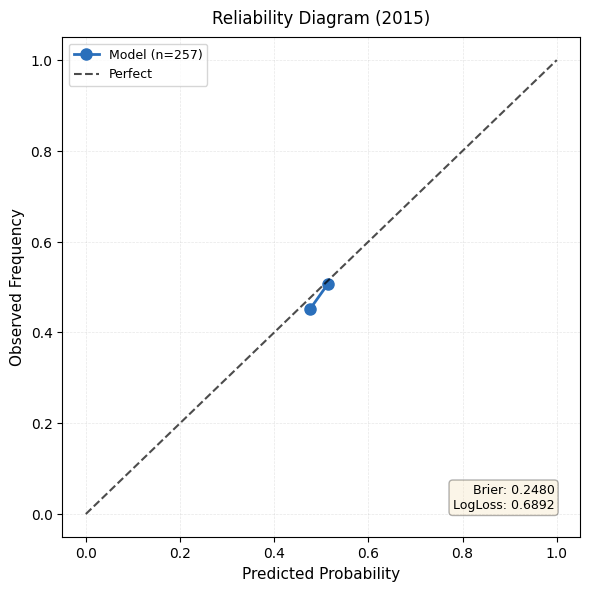 Reliability Diagram (2015)
Model (n=257)
Perfect
Observed Frequency
1.0
0.8
0.6
0.4
0.2
0.0
Brier: 0.2480
LogLoss: 0.6892
0.0 0.2 0.4 0.6 0.8 1.0
Predicted Probability